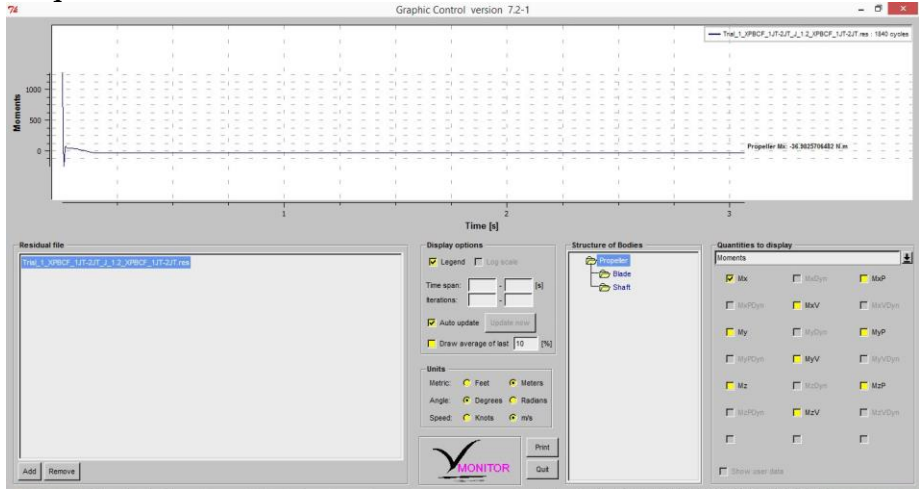 Graphic Control version 7.2-1
Trial_1_XPBCF_1JT-2JT_J_1.2_XPBCF_1JT-2JT.res : 1840 cycles
1000
500
0
Moments
Propeller Mx: -36.9025706482 N.m
1
2
3
Time [s]
Residual file
Trial_1_XPBCF_1JT-2JT_J_1.2_XPBCF_1JT-2JT.res
Add
Remove
Display options
Legend
Log scale
Time span: - [s]
Iterations: -
Auto update
Update now
Draw average of last 10 [%]
Units
Metric: Feet Meters
Angle: Degrees Radians
Speed: Knots m/s
MONITOR
Print
Quit
Structure of Bodies
Propeller
Blade
Shaft
Quantities to display
Moments
Mx MxDyn MxP
MxPDyn MxV MxVDyn
My MyDyn MyP
MyPDyn MyV MyVDyn
Mz MzDyn MzP
MzPDyn MzV MzVDyn
Show user data